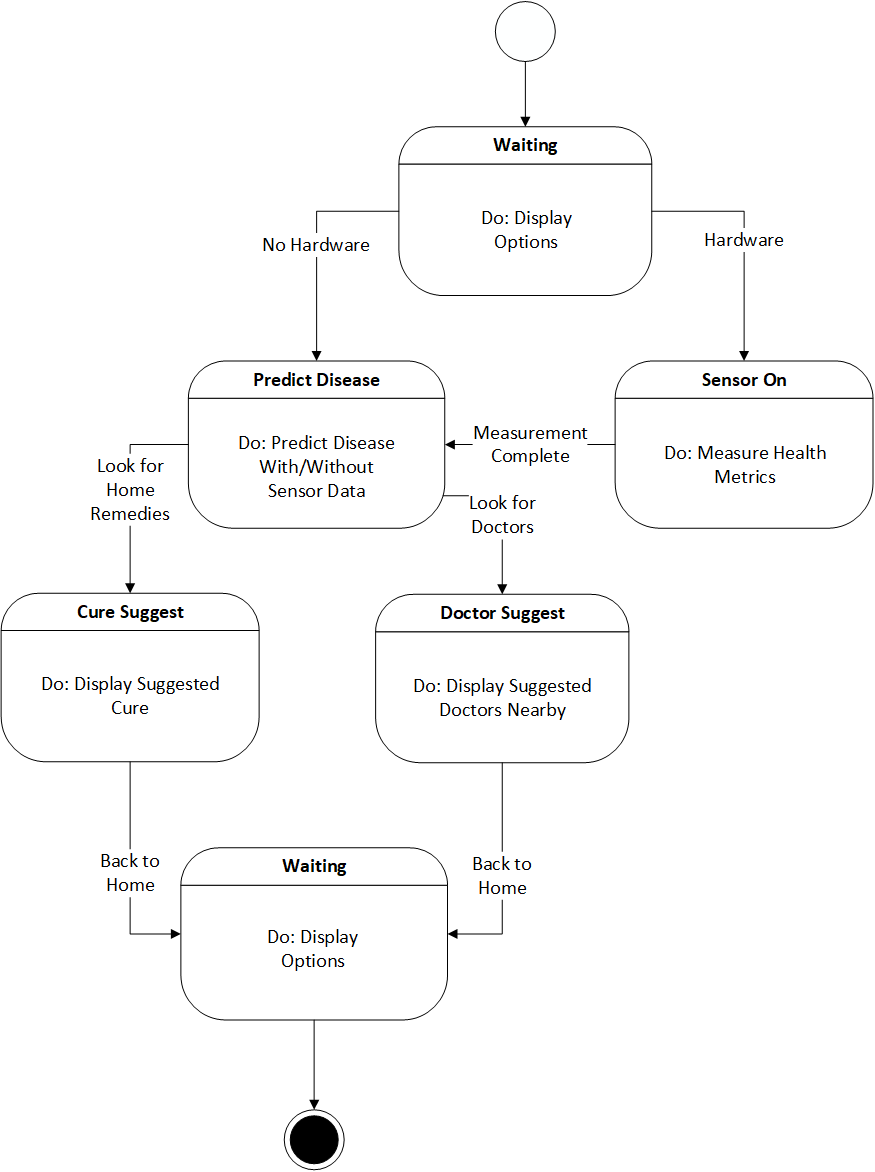 Waiting
Do: Display
Options
No Hardware
Hardware
Predict Disease
Do: Predict Disease
With/Without
Sensor Data
Sensor On
Do: Measure Health
Metrics
Measurement
Complete
Look for
Home
Remedies
Look for
Doctors
Cure Suggest
Do: Display Suggested
Cure
Doctor Suggest
Do: Display Suggested
Doctors Nearby
Back to
Home
Back to
Home
Waiting
Do: Display
Options